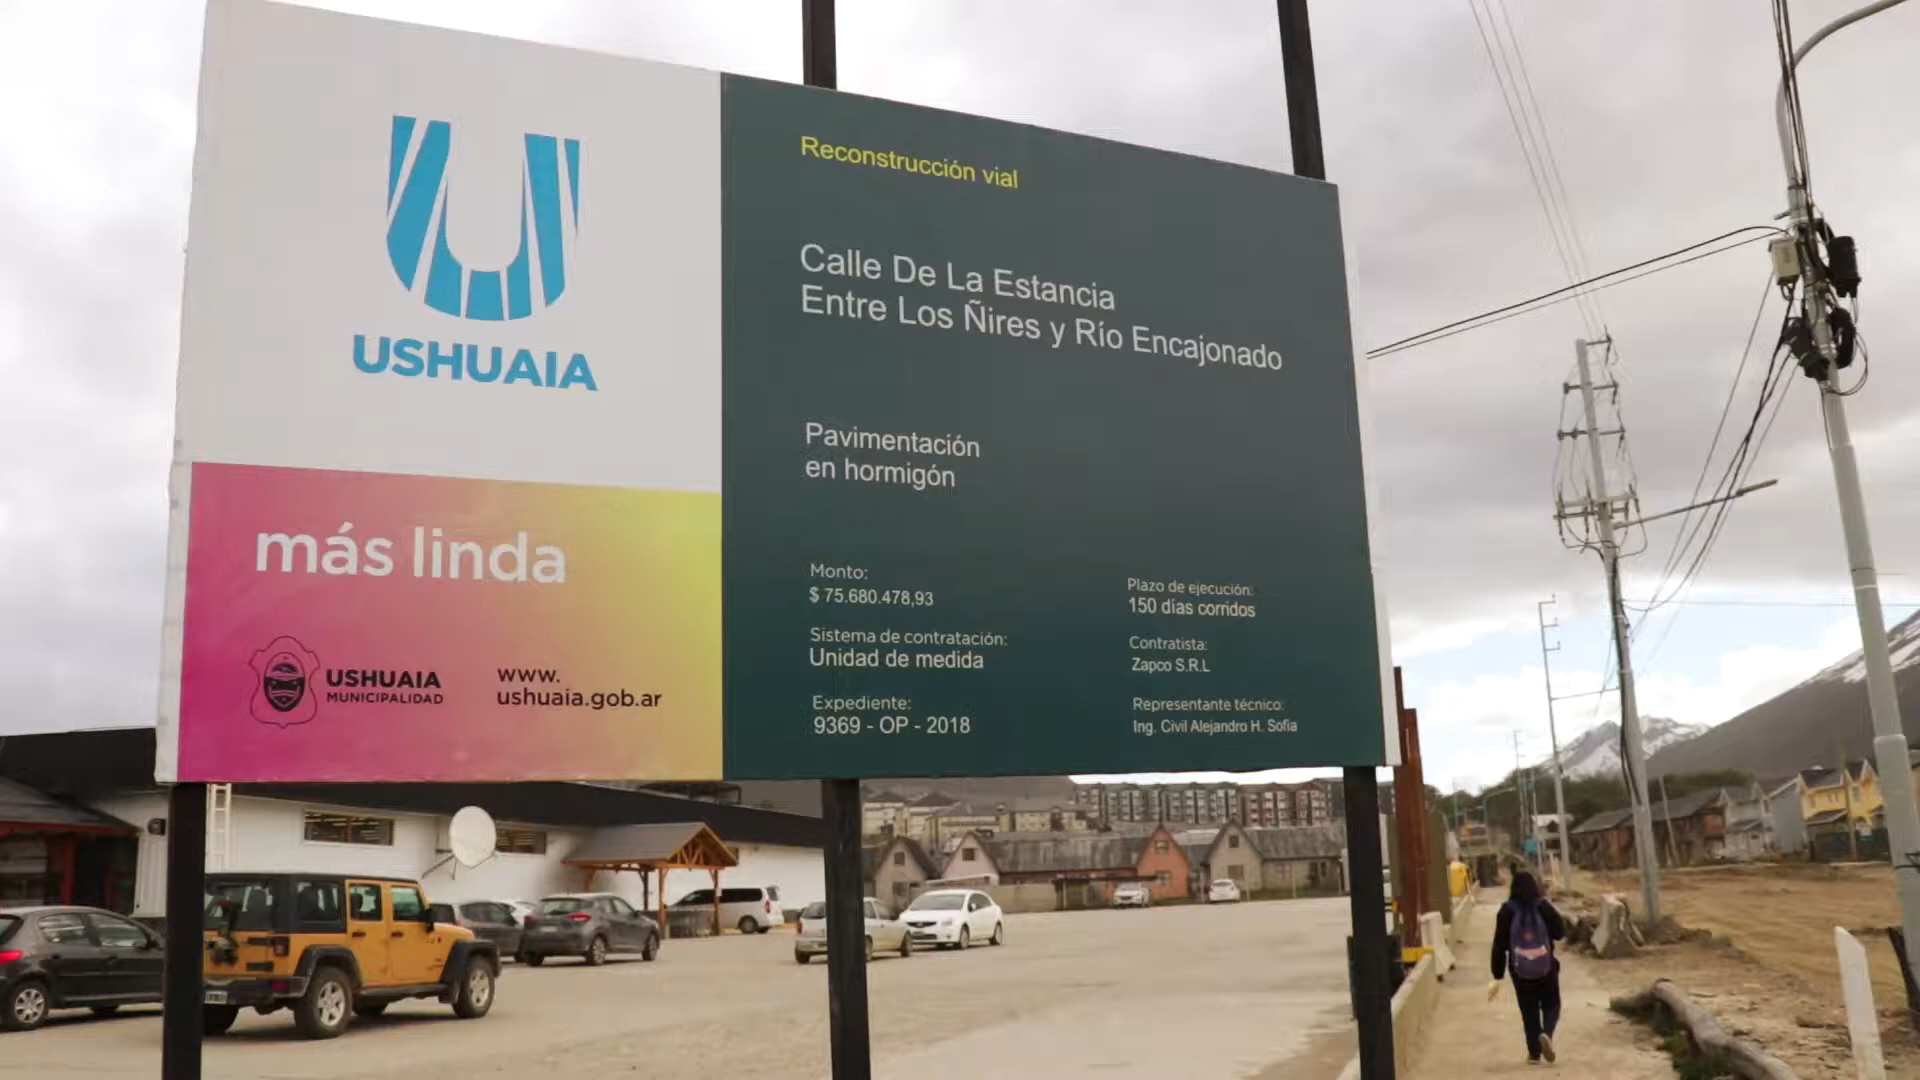 USHUAIA
más linda
USHUAIA
MUNICIPALIDAD
www.
ushuaia.gob.ar
Reconstrucción vial
Calle De La Estancia
Entre Los Ñires y Río Encajonado
Pavimentación
en hormigón
Monto:
$ 75.680.478,93
Sistema de contratación:
Unidad de medida
Expediente:
9369 - OP - 2018
Plazo de ejecución:
150 días corridos
Contratista:
Zapco S.R.L
Representante técnico:
Ing. Civil Alejandro H. Sofia